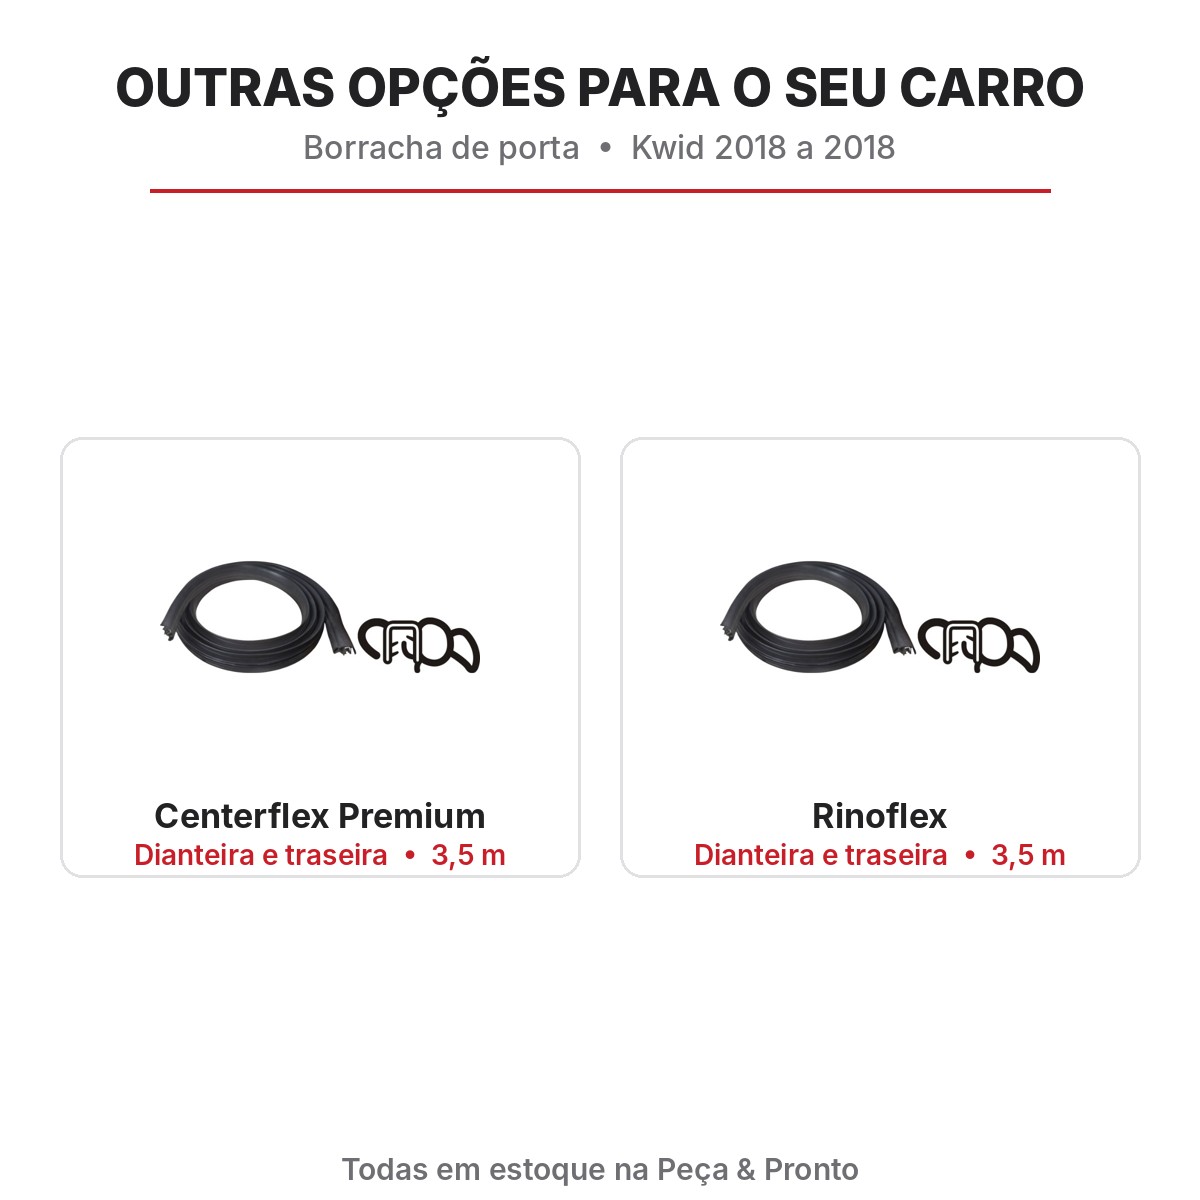 OUTRAS OPÇÕES PARA O SEU CARRO
Borracha de porta • Kwid 2018 a 2018
Centerflex Premium
Dianteira e traseira • 3,5 m
Rinoflex
Dianteira e traseira • 3,5 m
Todas em estoque na Peça & Pronto